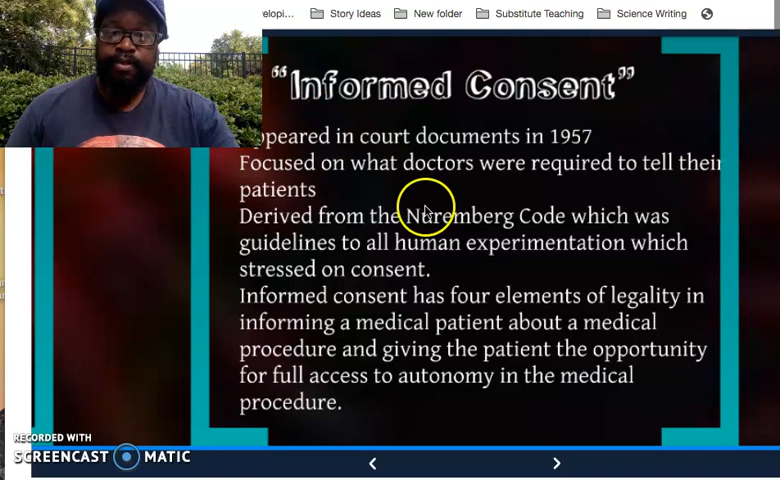 velopi...
Story Ideas
New folder
Substitute Teaching
Science Writing
"Informed Consent"
ppeared in court documents in 1957
Focused on what doctors were required to tell their
patients
Derived from the Nuremberg Code which was
guidelines to all human experimentation which
stressed on consent.
Informed consent has four elements of legality in
informing a medical patient about a medical
procedure and giving the patient the opportunity
for full access to autonomy in the medical
procedure.
RECORDED WITH
SCREENCAST MATIC